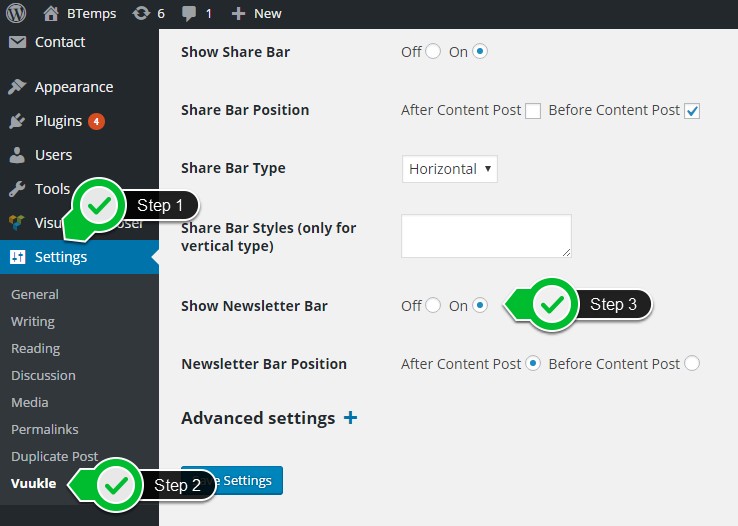 BTemps 6 1 + New
Contact
Appearance
Plugins 4
Users
Tools
Step 1
Visu oser
Settings
General
Writing
Reading
Discussion
Media
Permalinks
Duplicate Post
Vuukle
Step 2
Show Share Bar Off On
Share Bar Position After Content Post Before Content Post
Share Bar Type Horizontal
Share Bar Styles (only for
vertical type)
Show Newsletter Bar Off On
Step 3
Newsletter Bar Position After Content Post Before Content Post
Advanced settings +
Settings